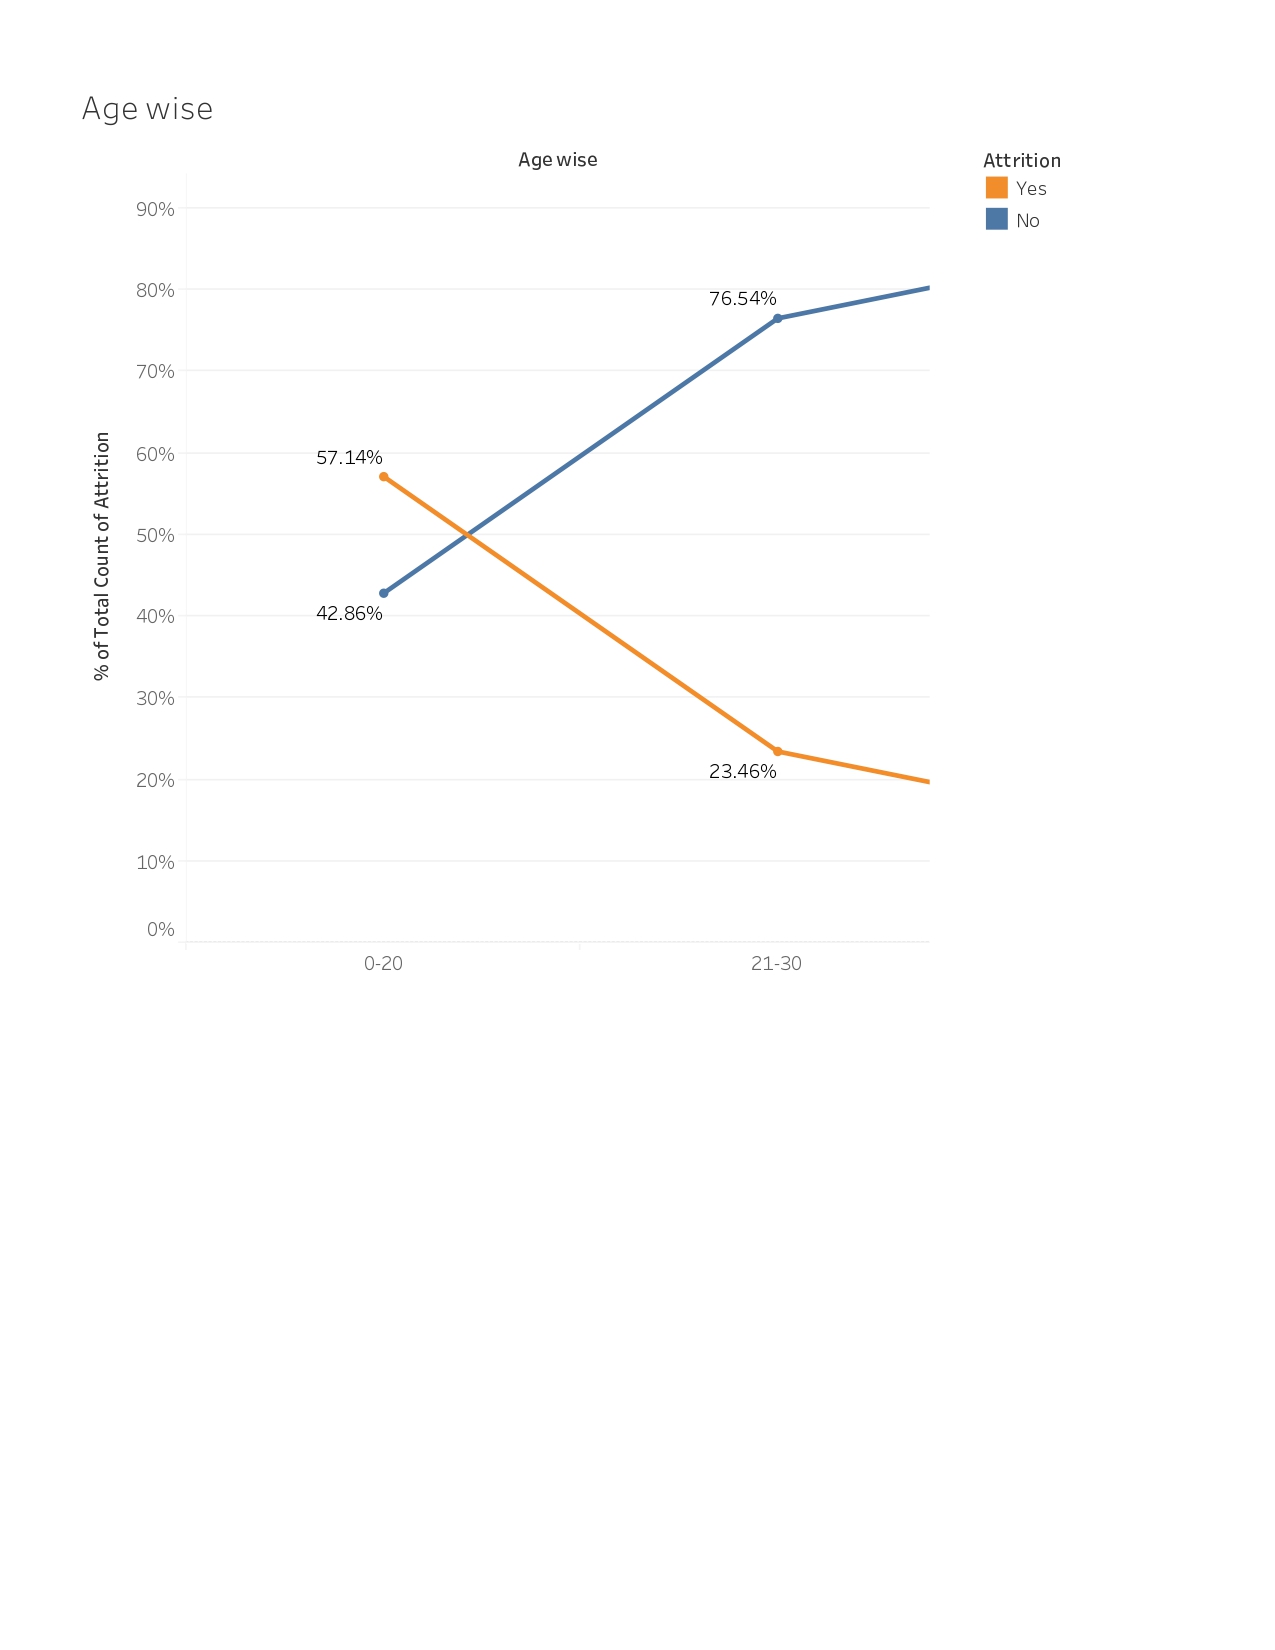 Age wise
Age wise
Attrition
Yes
No
90%
80%
70%
60%
50%
40%
30%
20%
10%
0%
% of Total Count of Attrition
76.54%
57.14%
42.86%
23.46%
0-20
21-30